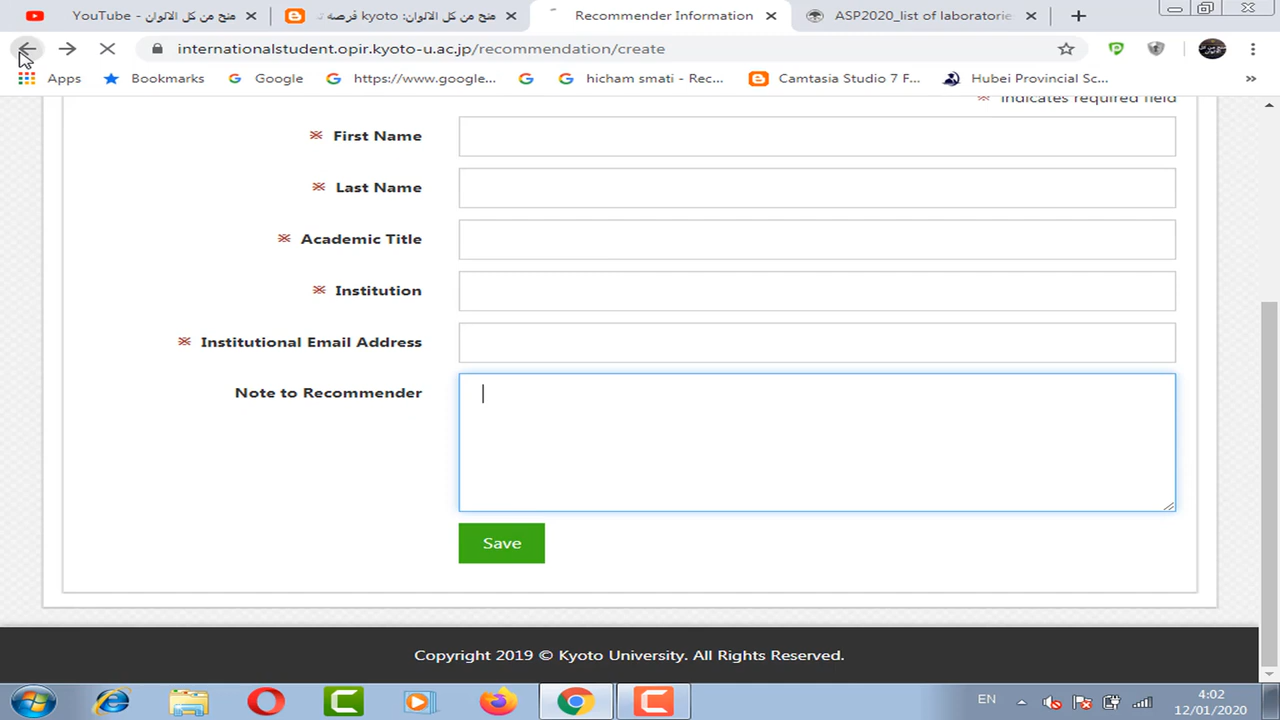 YouTube - منح من كل الالوان
منح من كل الالوان: kyoto فرصه
Recommender Information
ASP2020_list of laboratorie
internationalstudent.opir.kyoto-u.ac.jp/recommendation/create
Apps
Bookmarks
Google
https://www.google...
hicham smati - Rec...
Camtasia Studio 7 F...
Hubei Provincial Sc...
»
※ indicates required field
※ First Name
※ Last Name
※ Academic Title
※ Institution
※ Institutional Email Address
Note to Recommender
Save
Copyright 2019 © Kyoto University. All Rights Reserved.
EN
4:02
12/01/2020